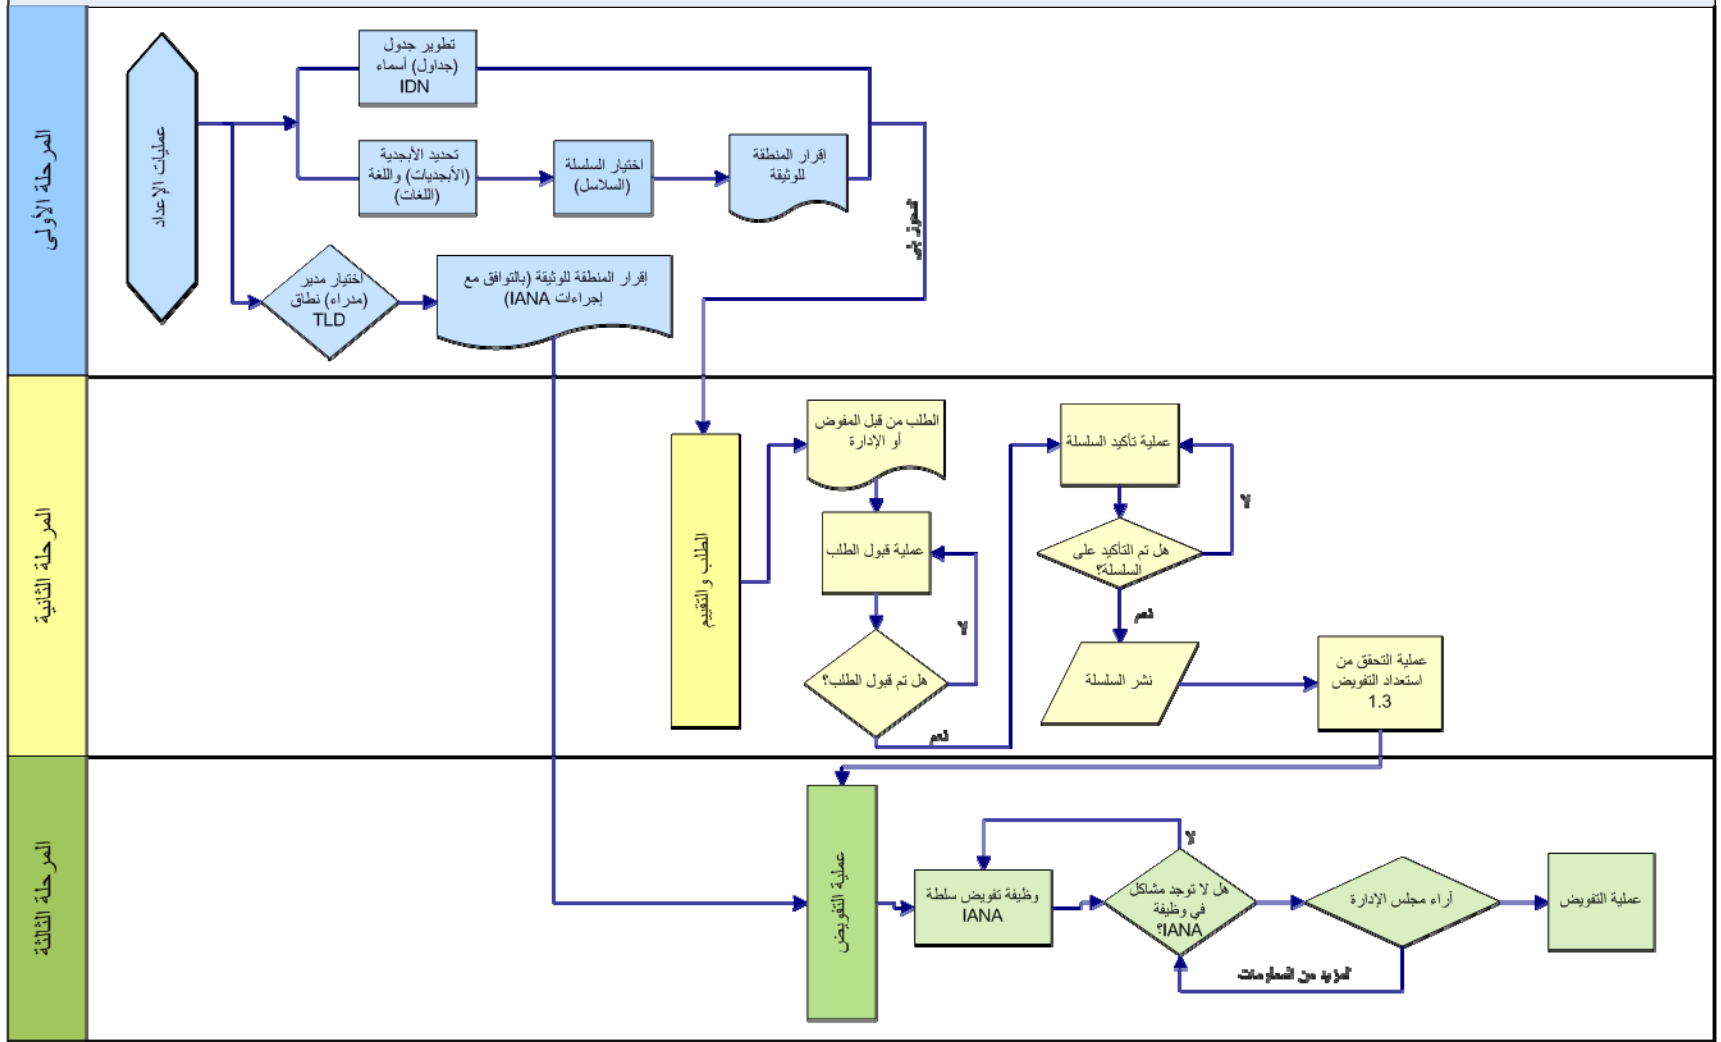 المرحلة الأولى
عمليات الإعداد
تطوير جدول
(جداول) أسماء
IDN
تحديد الأبجدية
(الأبجديات) واللغة
(اللغات)
اختيار السلسلة
(السلاسل)
إقرار المنطقة
للوثيقة
اختيار مدير
(مدراء) نطاق
TLD
إقرار المنطقة للوثيقة (بالتوافق مع
إجراءات IANA)
المرحلة الثانية
الطلب والتقييم
الطلب من قبل المفوض
أو الإدارة
عملية قبول الطلب
لا
هل تم قبول الطلب؟
نعم
عملية تأكيد السلسلة
لا
هل تم التأكيد على
السلسلة؟
نعم
نشر السلسلة
عملية التحقق من
استعداد التفويض
1.3
المرحلة الثالثة
عملية التفويض
وظيفة تفويض سلطة
IANA
لا
هل لا توجد مشاكل
في وظيفة
IANA؟
آراء مجلس الإدارة
المزيد من المعلومات
عملية التفويض